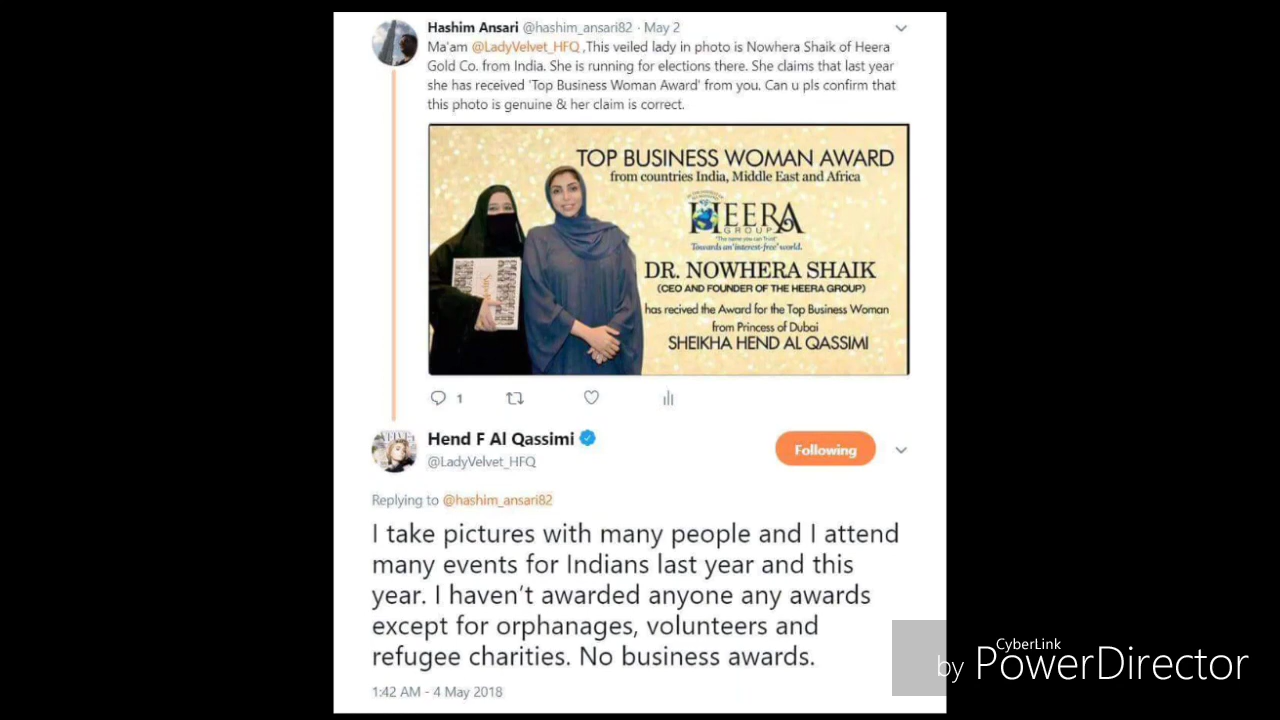 Hashim Ansari @hashim_ansari82 · May 2
Ma'am @LadyVelvet_HFQ ,This veiled lady in photo is Nowhera Shaik of Heera
Gold Co. from India. She is running for elections there. She claims that last year
she has received 'Top Business Woman Award' from you. Can u pls confirm that
this photo is genuine & her claim is correct.
TOP BUSINESS WOMAN AWARD
from countries India, Middle East and Africa
HEERA
GROUP
Towards an 'interest-free' world.
DR. NOWHERA SHAIK
(CEO AND FOUNDER OF THE HEERA GROUP)
has recived the Award for the Top Business Woman
from Princess of Dubai
SHEIKHA HEND AL QASSIMI
1
Hend F Al Qassimi
@LadyVelvet_HFQ
Following
Replying to @hashim_ansari82
I take pictures with many people and I attend
many events for Indians last year and this
year. I haven't awarded anyone any awards
except for orphanages, volunteers and
refugee charities. No business awards.
1:42 AM - 4 May 2018
CyberLink
by PowerDirector